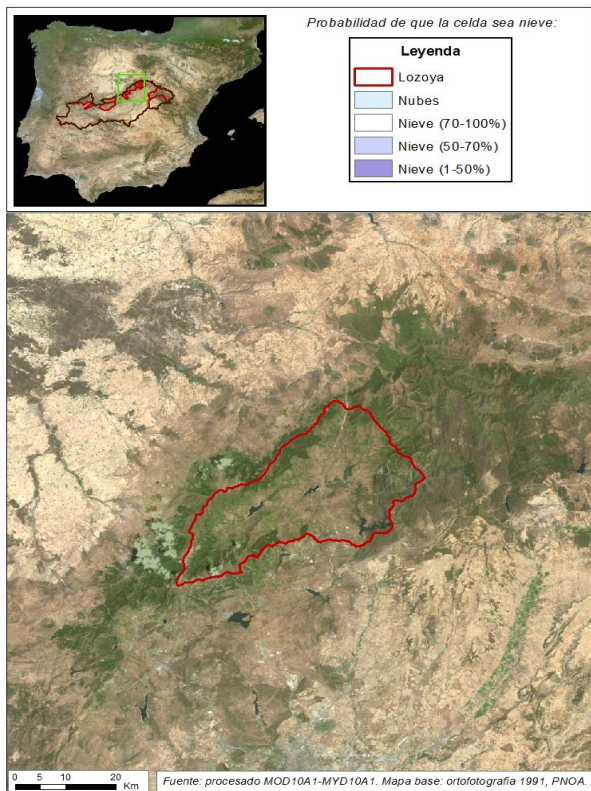 Probabilidad de que la celda sea nieve:
Leyenda
Lozoya
Nubes
Nieve (70-100%)
Nieve (50-70%)
Nieve (1-50%)
0 5 10 20
Km
Fuente: procesado MOD10A1-MYD10A1. Mapa base: ortofotografia 1991, PNOA.